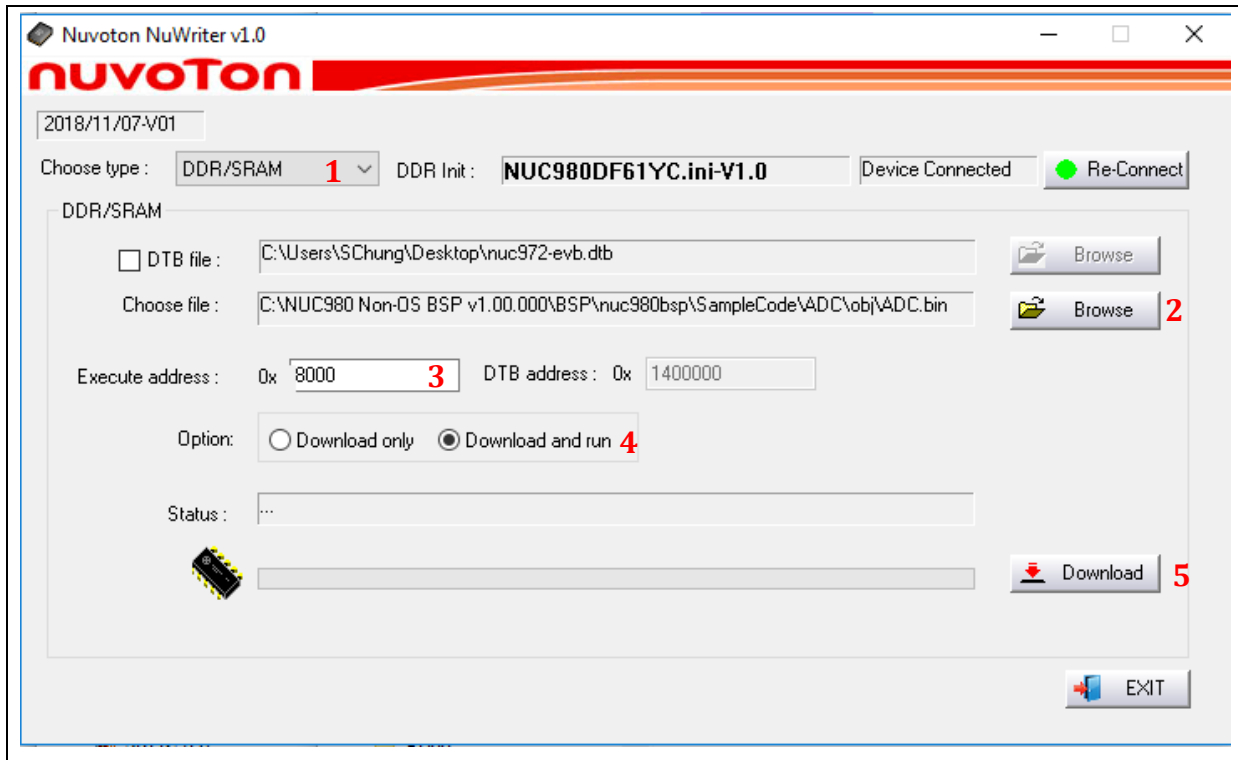 Nuvoton NuWriter v1.0
nuvoTon
2018/11/07-V01
Choose type : DDR/SRAM 1 DDR Init : NUC980DF61YC.ini-V1.0 Device Connected Re-Connect
DDR/SRAM
DTB file : C:\Users\SChung\Desktop\nuc972-evb.dtb Browse
Choose file : C:\NUC980 Non-OS BSP v1.00.000\BSP\nuc980bsp\SampleCode\ADC\obj\ADC.bin Browse 2
Execute address : 0x 8000 3 DTB address : 0x 1400000
Option: Download only Download and run 4
Status : ...
Download 5
EXIT